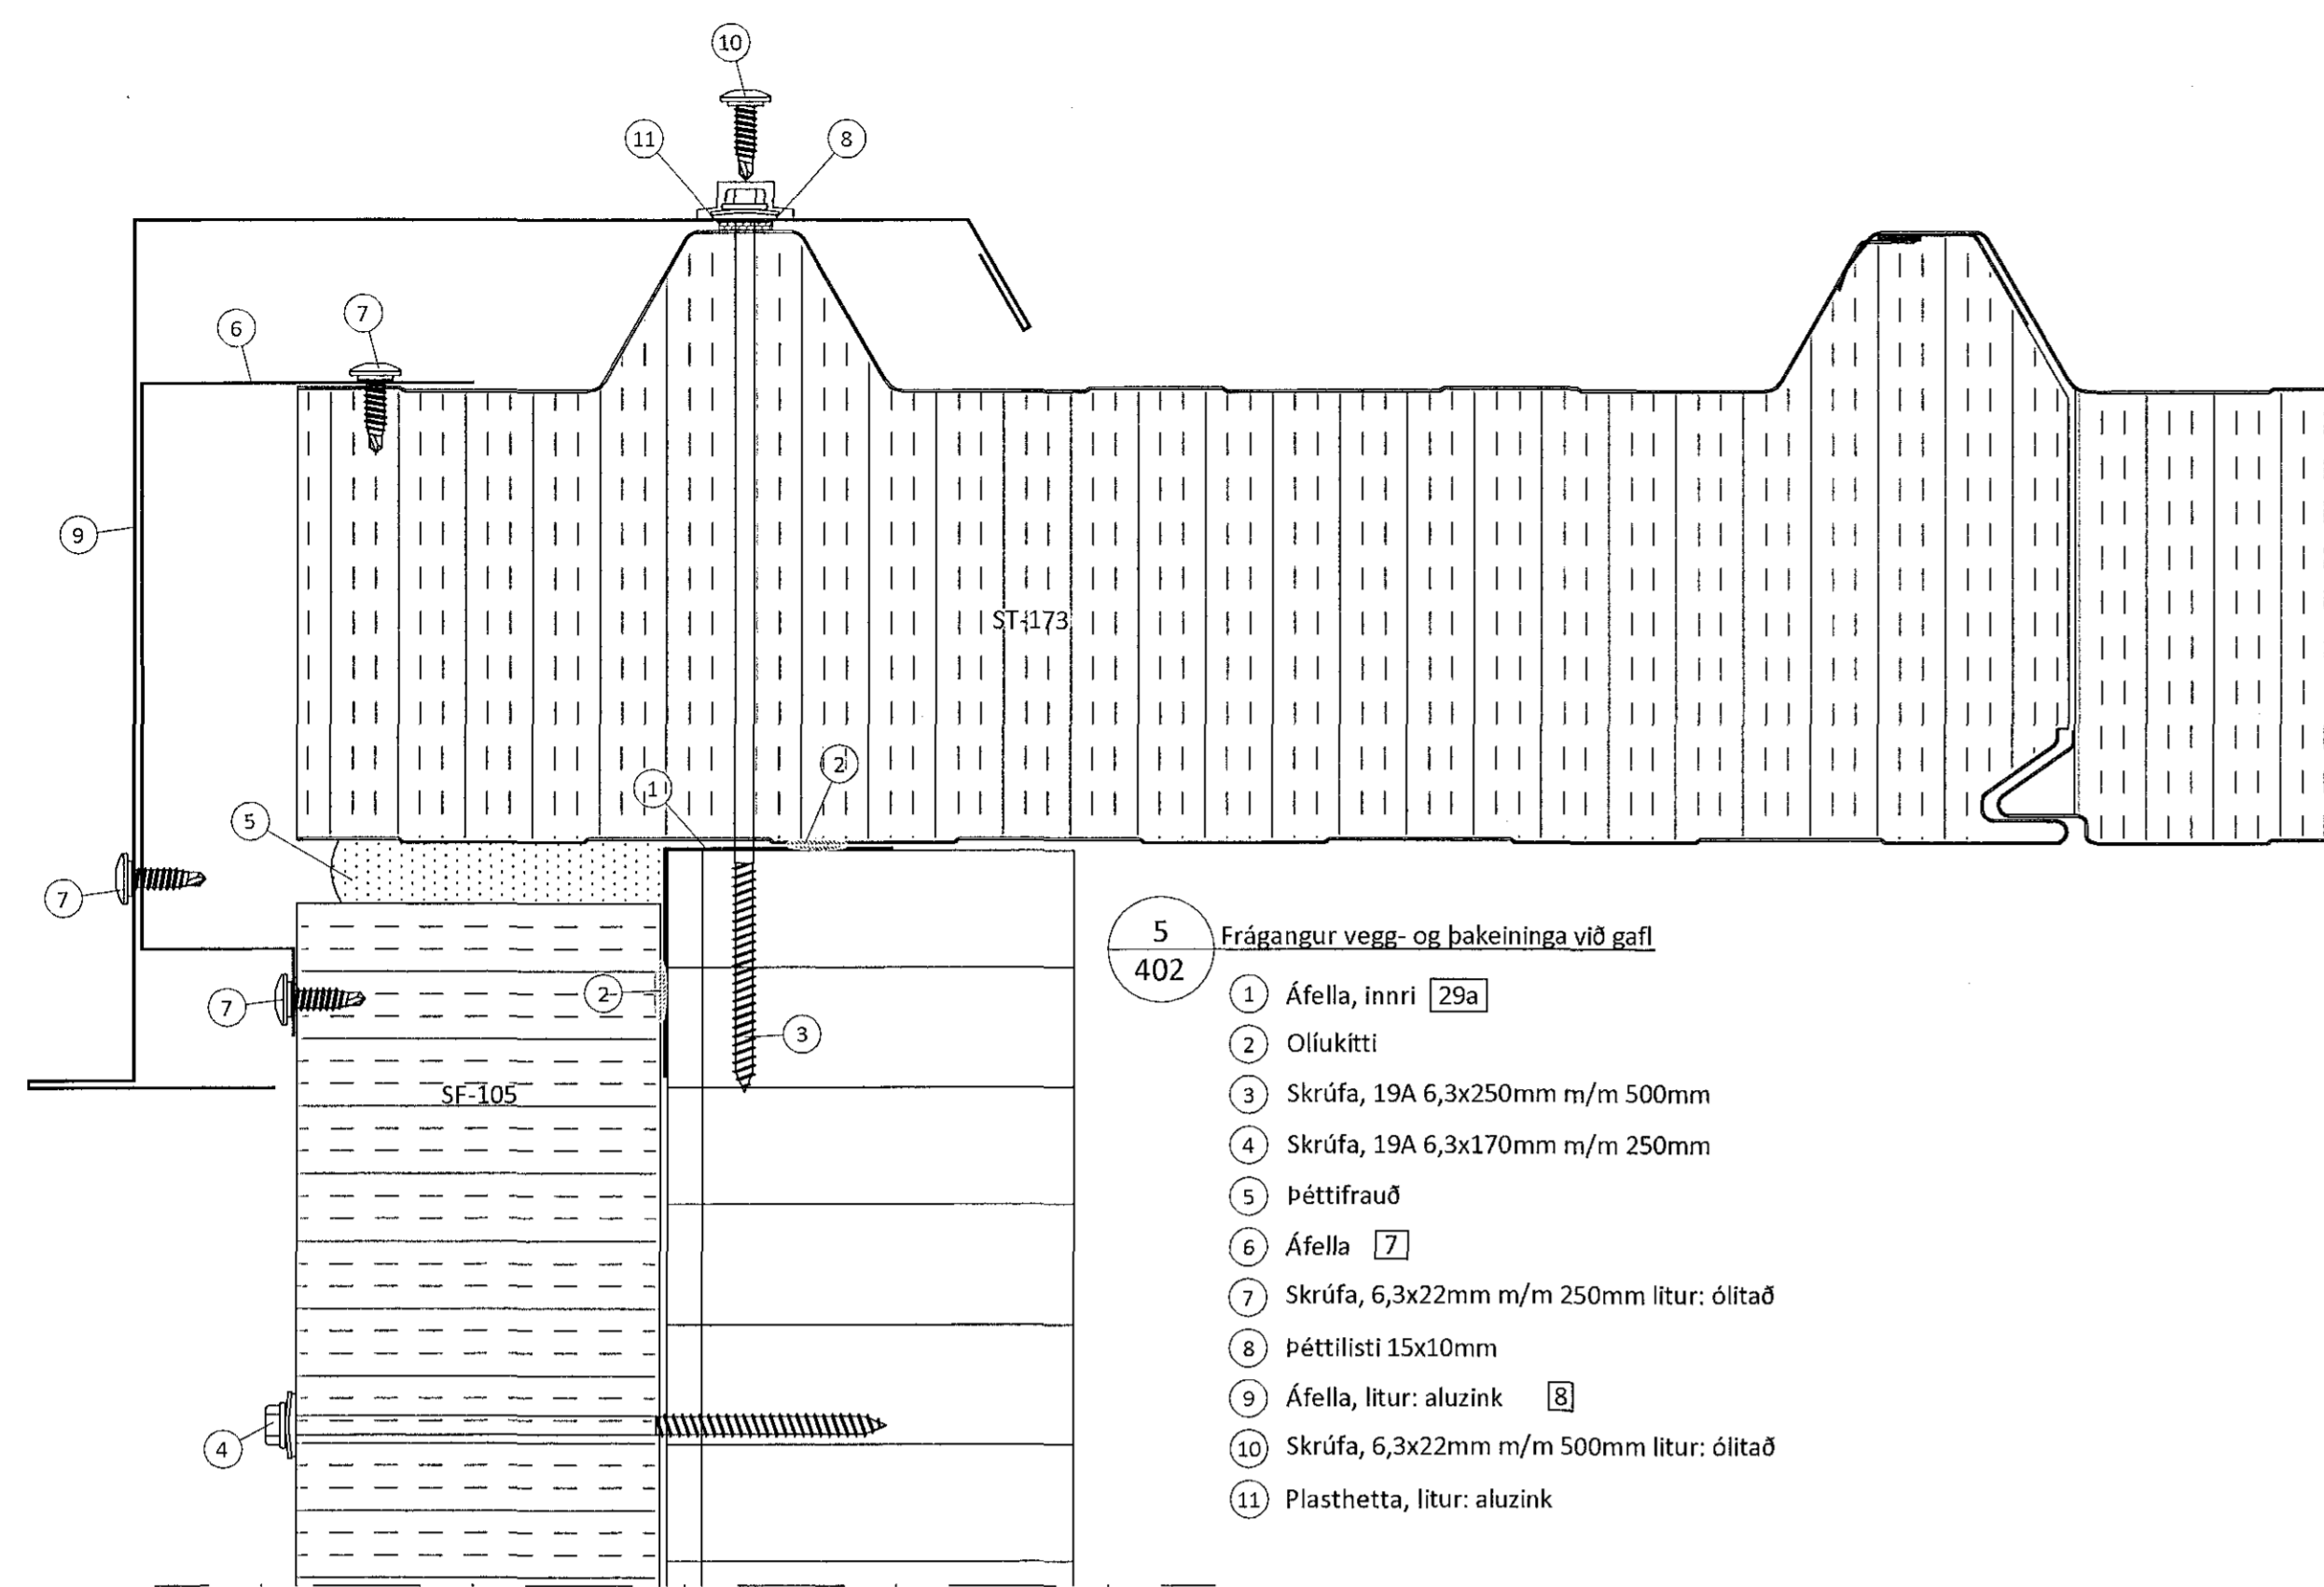 10
11
8
7
6
9
ST-173
2
1
5
7
2
7
3
SF-105
4
5
402
Frágangur vegg- og þakeininga við gafl
1 Áfella, innri 29a
2 Olíukítti
3 Skrúfa, 19A 6,3x250mm m/m 500mm
4 Skrúfa, 19A 6,3x170mm m/m 250mm
5 Þéttifrauð
6 Áfella 7
7 Skrúfa, 6,3x22mm m/m 250mm litur: ólitað
8 Þéttilisti 15x10mm
9 Áfella, litur: aluzink 8
10 Skrúfa, 6,3x22mm m/m 500mm litur: ólitað
11 Plasthetta, litur: aluzink